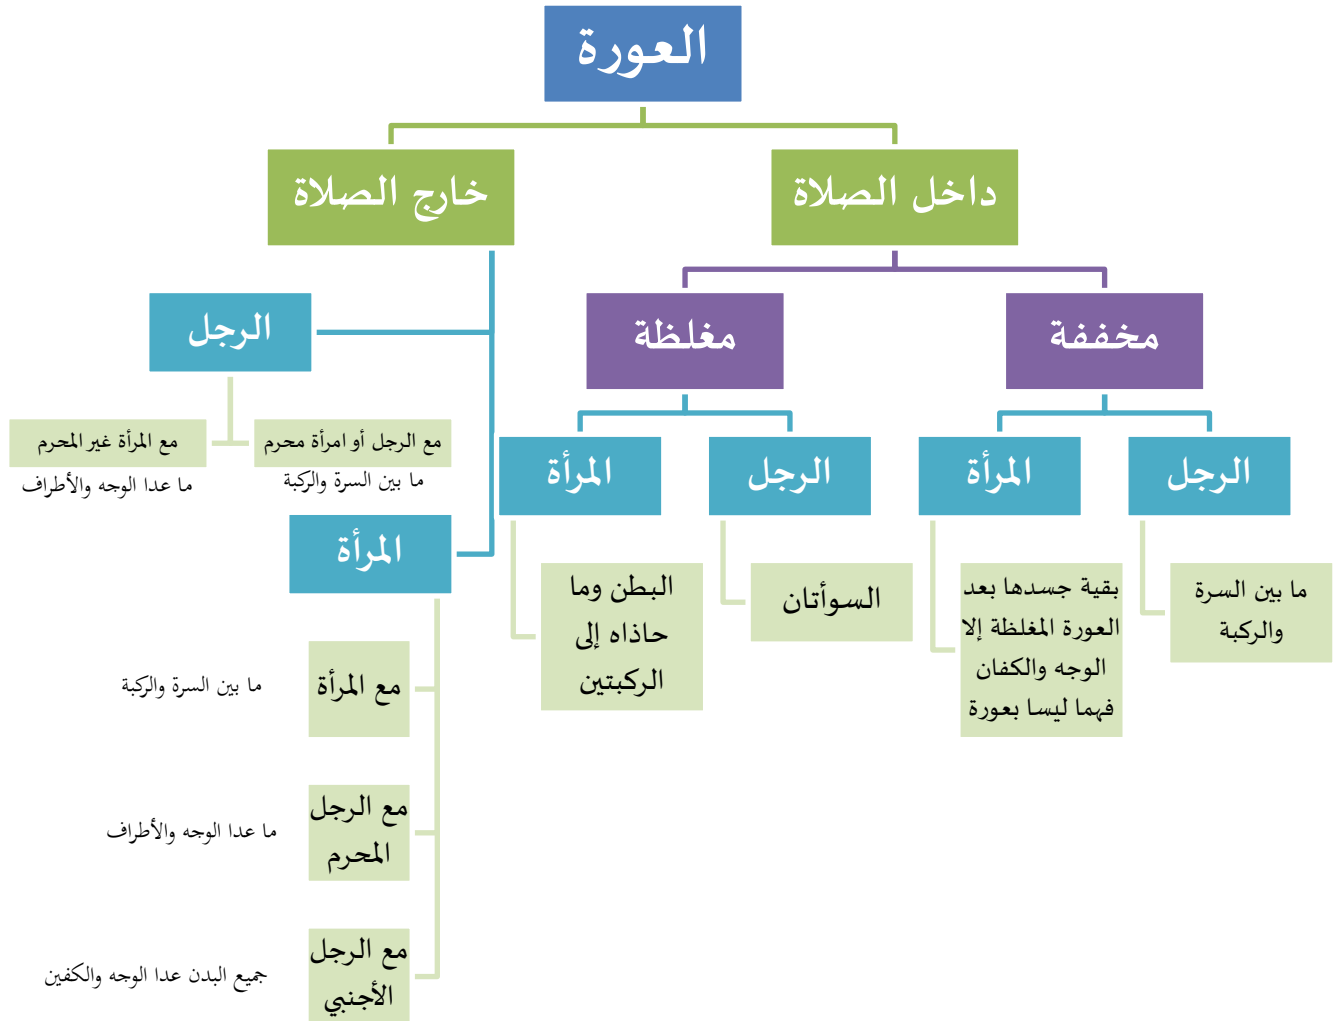 العورة
داخل الصلاة
خارج الصلاة
مخففة
مغلظة
الرجل
ما بين السرة
والركبة
المرأة
بقية جسدها بعد
العورة المغلظة إلا
الوجه والكفان
فهما ليسا بعورة
الرجل
السوأتان
المرأة
البطن وما
حاذاه إلى
الركبتين
الرجل
مع الرجل أو امرأة محرم
ما بين السرة والركبة
مع المرأة غير المحرم
ما عدا الوجه والأطراف
المرأة
مع المرأة
ما بين السرة والركبة
مع الرجل
المحرم
ما عدا الوجه والأطراف
مع الرجل
الأجنبي
جميع البدن عدا الوجه والكفين